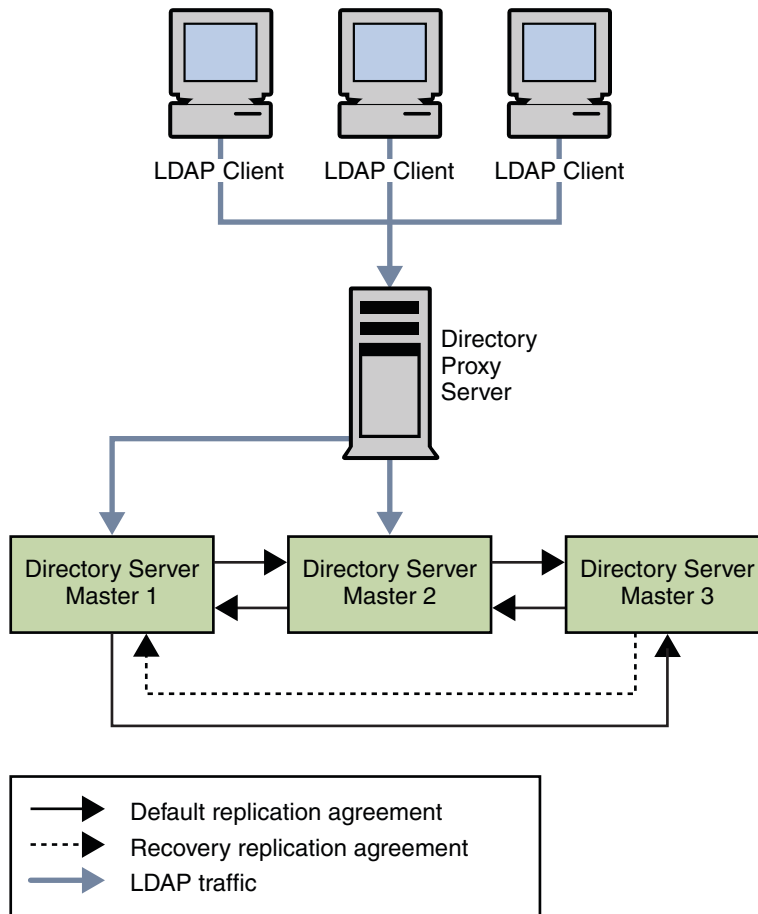 LDAP Client LDAP Client LDAP Client
Directory
Proxy
Server
Directory Server
Master 1
Directory Server
Master 2
Directory Server
Master 3
Default replication agreement
Recovery replication agreement
LDAP traffic